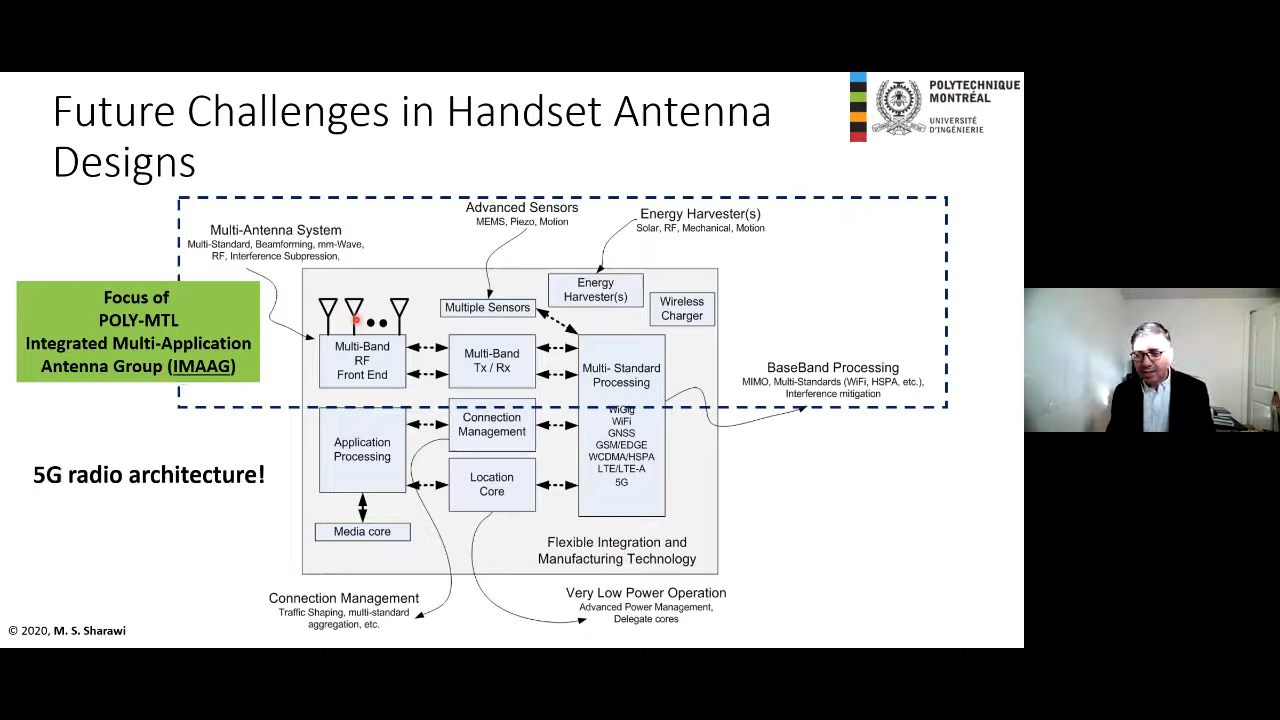 Future Challenges in Handset Antenna
Designs
POLYTECHNIQUE
MONTRÉAL
UNIVERSITÉ
D'INGÉNIERIE
Advanced Sensors
MEMS, Piezo, Motion
Energy Harvester(s)
Solar, RF, Mechanical, Motion
Multi-Antenna System
Multi-Standard, Beamforming, mm-Wave,
RF, Interference Subpression,
Focus of
POLY-MTL
Integrated Multi-Application
Antenna Group (IMAAG)
Energy
Harvester(s)
Multiple Sensors
Wireless
Charger
Multi-Band
RF
Front End
Multi-Band
Tx / Rx
Multi- Standard
Processing
WiGig
WiFi
GNSS
GSM/EDGE
WCDMA/HSPA
LTE/LTE-A
5G
BaseBand Processing
MIMO, Multi-Standards (WiFi, HSPA, etc.),
Interference mitigation
Application
Processing
Connection
Management
Location
Core
5G radio architecture!
Media core
Flexible Integration and
Manufacturing Technology
Connection Management
Traffic Shaping, multi-standard
aggregation, etc.
Very Low Power Operation
Advanced Power Management,
Delegate cores
© 2020, M. S. Sharawi